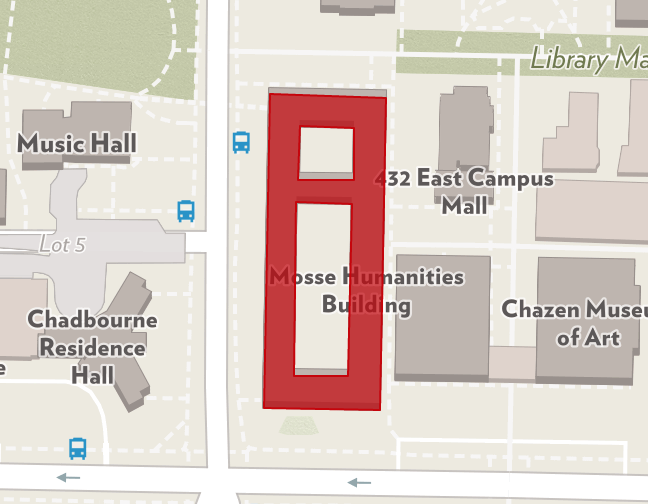 Library Ma
Music Hall
432 East Campus
Mall
Lot 5
Mosse Humanities
Building
Chazen Museu
of Art
Chadbourne
Residence
Hall
e